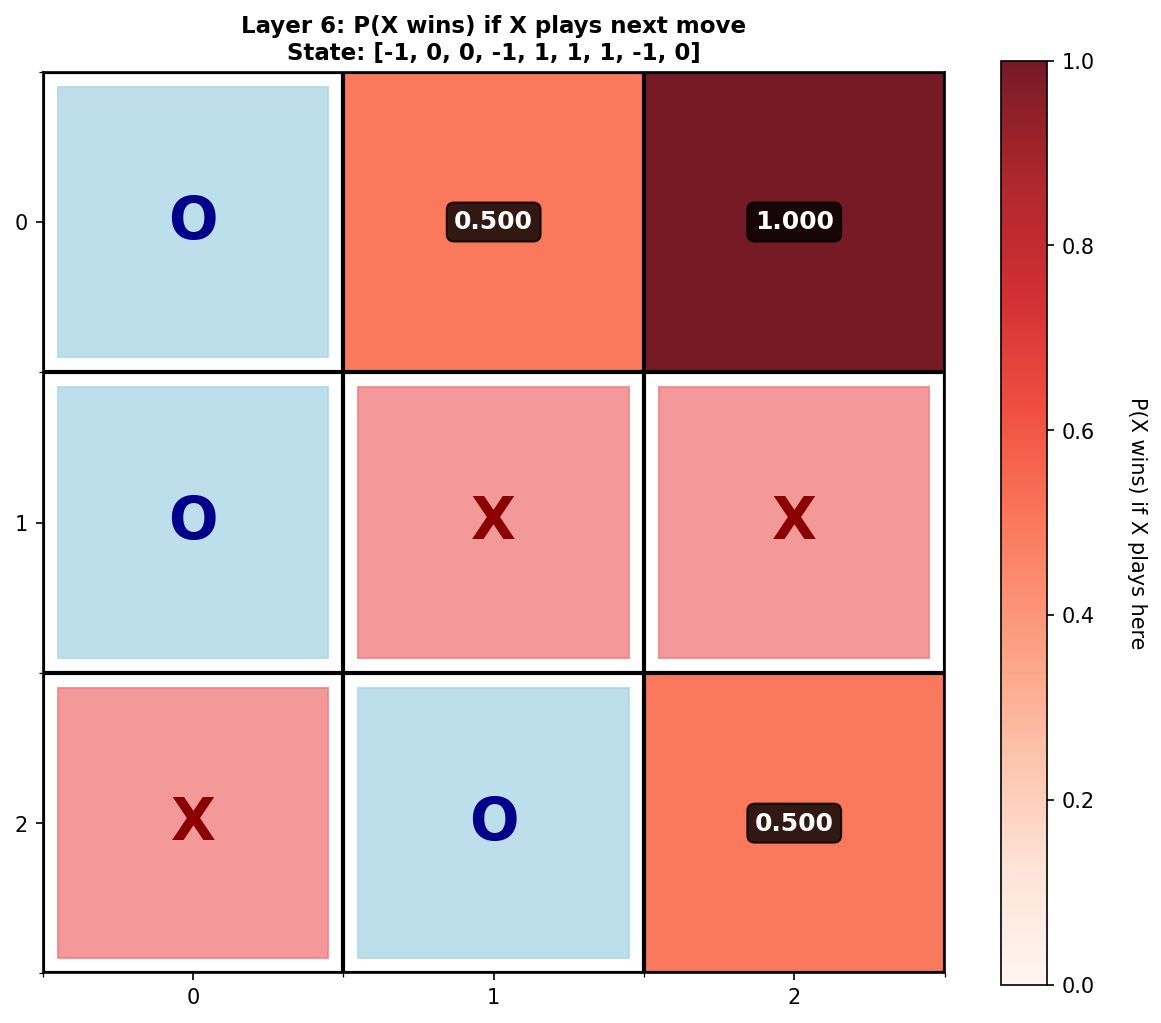 Layer 6: P(X wins) if X plays next move
State: [-1, 0, 0, -1, 1, 1, 1, -1, 0]
0
O
0.500
1.000
1
O
X
X
2
X
O
0.500
0
1
2
1.0
0.8
0.6
0.4
0.2
0.0
P(X wins) if X plays here